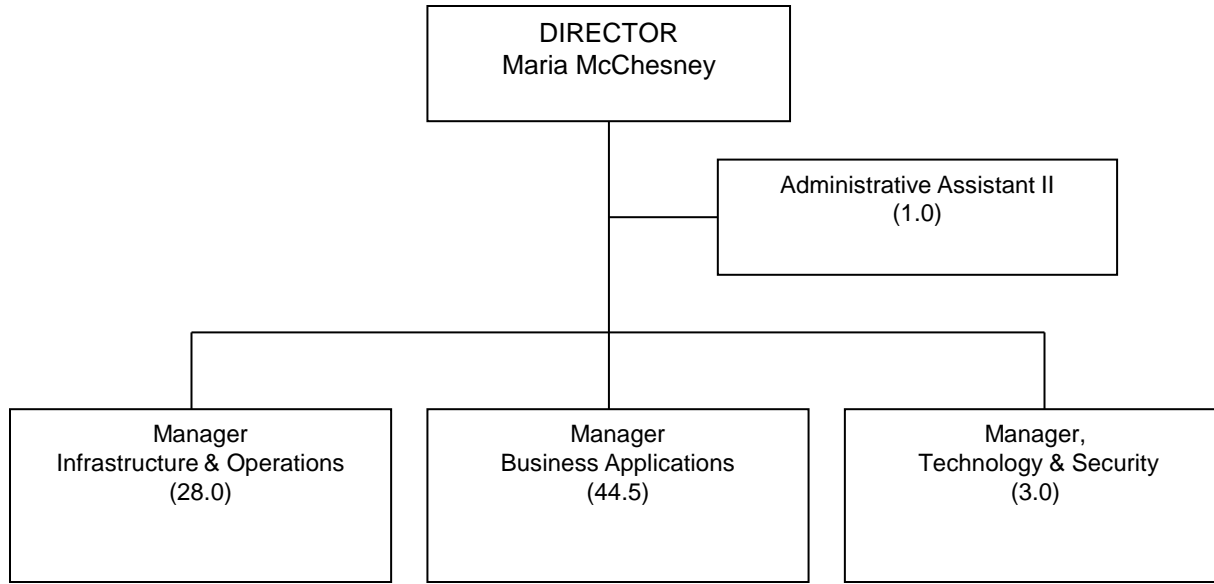 DIRECTOR
Maria McChesney
Administrative Assistant II
(1.0)
Manager
Infrastructure & Operations
(28.0)
Manager
Business Applications
(44.5)
Manager,
Technology & Security
(3.0)